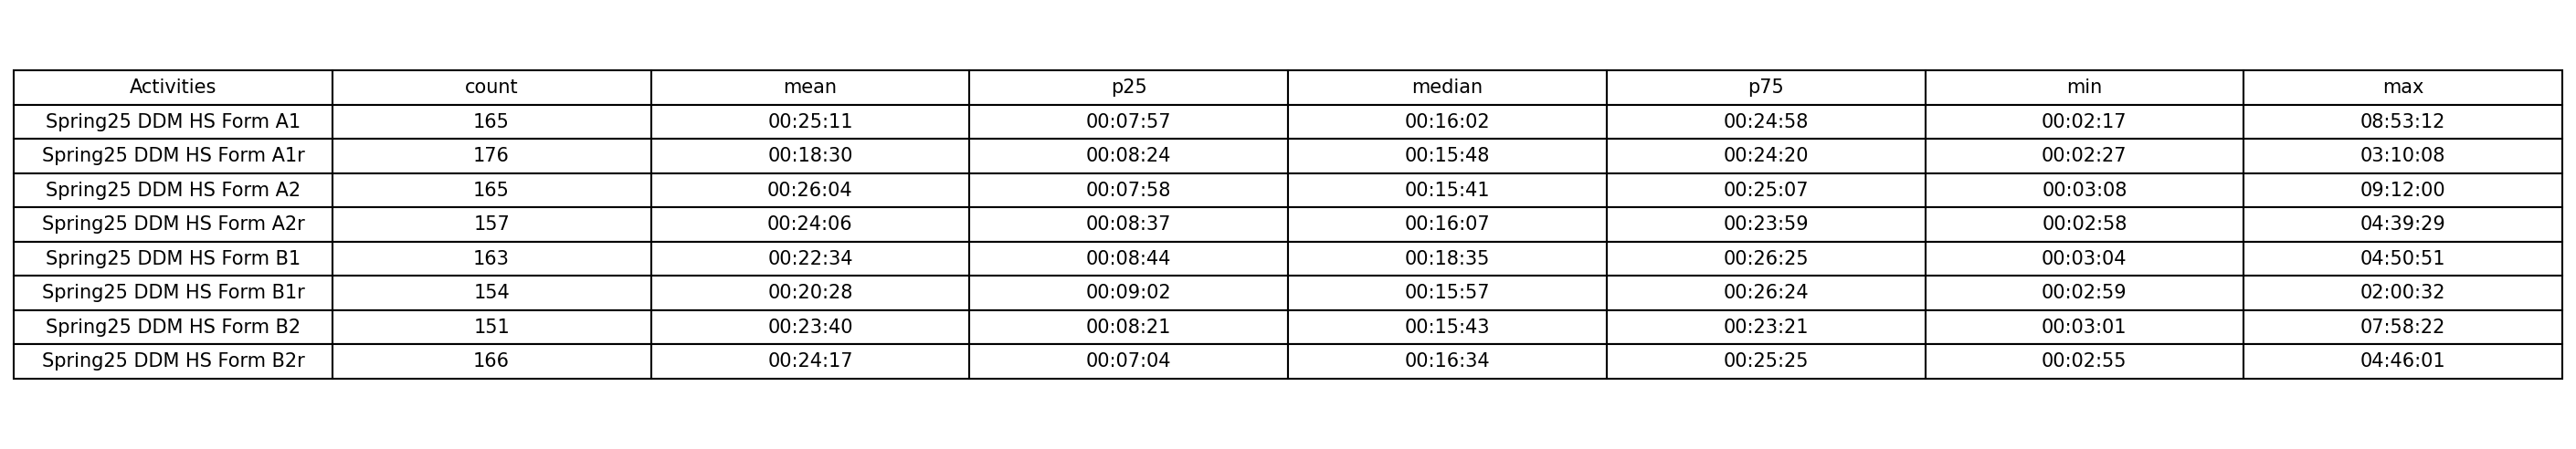 Activities count mean p25 median p75 min max
Spring25 DDM HS Form A1 165 00:25:11 00:07:57 00:16:02 00:24:58 00:02:17 08:53:12
Spring25 DDM HS Form A1r 176 00:18:30 00:08:24 00:15:48 00:24:20 00:02:27 03:10:08
Spring25 DDM HS Form A2 165 00:26:04 00:07:58 00:15:41 00:25:07 00:03:08 09:12:00
Spring25 DDM HS Form A2r 157 00:24:06 00:08:37 00:16:07 00:23:59 00:02:58 04:39:29
Spring25 DDM HS Form B1 163 00:22:34 00:08:44 00:18:35 00:26:25 00:03:04 04:50:51
Spring25 DDM HS Form B1r 154 00:20:28 00:09:02 00:15:57 00:26:24 00:02:59 02:00:32
Spring25 DDM HS Form B2 151 00:23:40 00:08:21 00:15:43 00:23:21 00:03:01 07:58:22
Spring25 DDM HS Form B2r 166 00:24:17 00:07:04 00:16:34 00:25:25 00:02:55 04:46:01